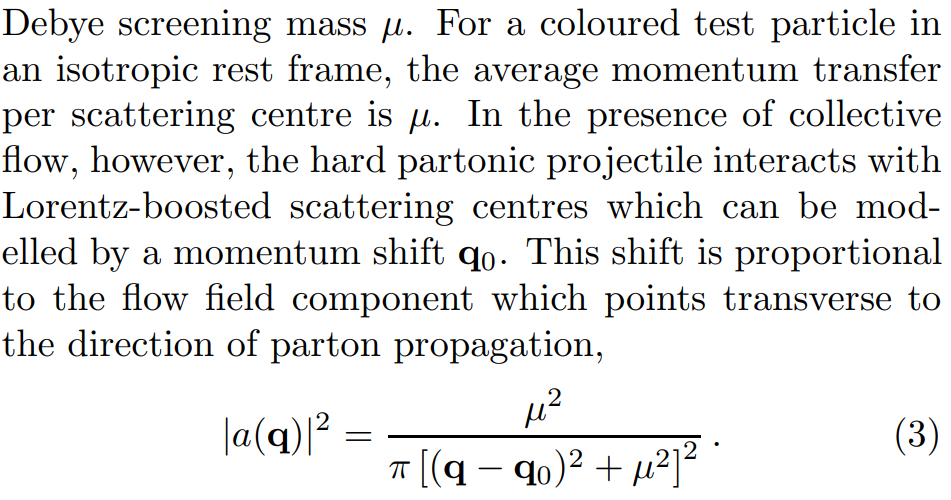 Debye screening mass μ. For a coloured test particle in
an isotropic rest frame, the average momentum transfer
per scattering centre is μ. In the presence of collective
flow, however, the hard partonic projectile interacts with
Lorentz-boosted scattering centres which can be mod-
elled by a momentum shift q₀. This shift is proportional
to the flow field component which points transverse to
the direction of parton propagation,
|a(q)|² = μ² / π [(q − q₀)² + μ²]² . (3)